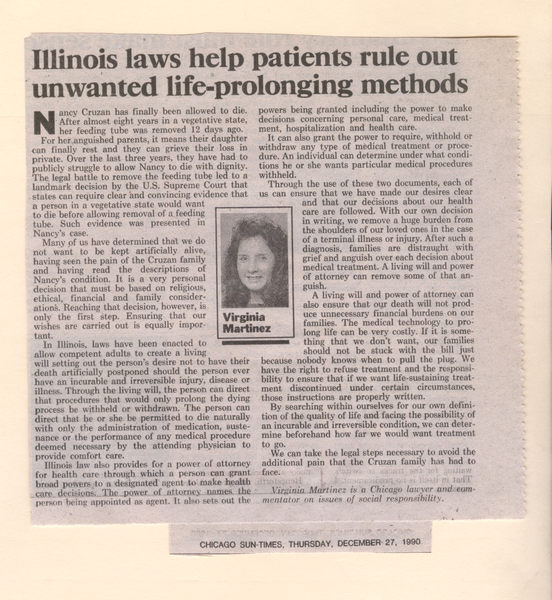 Illinois laws help patients rule out
unwanted life-prolonging methods
Nancy Cruzan has finally been allowed to die.
After almost eight years in a vegetative state,
her feeding tube was removed 12 days ago.
For her anguished parents, it means their daughter
can finally rest and they can grieve their loss in
private. Over the last three years, they have had to
publicly struggle to allow Nancy to die with dignity.
The legal battle to remove the feeding tube led to a
landmark decision by the U.S. Supreme Court that
states can require clear and convincing evidence that
a person in a vegetative state would want
to die before allowing removal of a feeding
tube. Such evidence was presented in
Nancy's case.
Many of us have determined that we do
not want to be kept artificially alive,
having seen the pain of the Cruzan family
and having read the descriptions of
Nancy's condition. It is a very personal
decision that must be based on religious,
ethical, financial and family consider-
ations. Reaching that decision, however, is
only the first step. Ensuring that our
wishes are carried out is equally impor-
tant.
In Illinois, laws have been enacted to
allow competent adults to create a living
will setting out the person's desire not to have their
death artificially postponed should the person ever
have an incurable and irreversible injury, disease or
illness. Through the living will, the person can direct
that procedures that would only prolong the dying
process be withheld or withdrawn. The person can
direct that he or she be permitted to die naturally
with only the administration of medication, suste-
nance or the performance of any medical procedure
deemed necessary by the attending physician to
provide comfort care.
Illinois law also provides for a power of attorney
for health care through which a person can grant
broad powers to a designated agent to make health
care decisions. The power of attorney names the
person being appointed as agent. It also sets out the
powers being granted including the power to make
decisions concerning personal care, medical treat-
ment, hospitalization and health care.
It can also grant the power to require, withhold or
withdraw any type of medical treatment or proce-
dure. An individual can determine under what condi-
tions he or she wants particular medical procedures
withheld.
Through the use of these two documents, each of
us can ensure that we have made our desires clear
and that our decisions about our health
care are followed. With our own decision
in writing, we remove a huge burden from
the shoulders of our loved ones in the case
of a terminal illness or injury. After such a
diagnosis, families are distraught with
grief and anguish over each decision about
medical treatment. A living will and power
of attorney can remove some of that an-
guish.
A living will and power of attorney can
also ensure that our death will not prod-
uce unnecessary financial burdens on our
families. The medical technology to pro-
long life can be very costly. If it is some-
thing that we don't want, our families
should not be stuck with the bill just
because nobody knows when to pull the plug. We
have the right to refuse treatment and the responsi-
bility to ensure that if we want life-sustaining treat-
ment discontinued under certain circumstances,
those instructions are properly written.
By searching within ourselves for our own defini-
tion of the quality of life and facing the possibility of
an incurable and irreversible condition, we can deter-
mine beforehand how far we would want treatment
to go.
We can take the legal steps necessary to avoid the
additional pain that the Cruzan family has had to
face.
Virginia Martinez is a Chicago lawyer and com-
mentator on issues of social responsibility.
Virginia
Martinez
CHICAGO SUN-TIMES, THURSDAY, DECEMBER 27, 1990